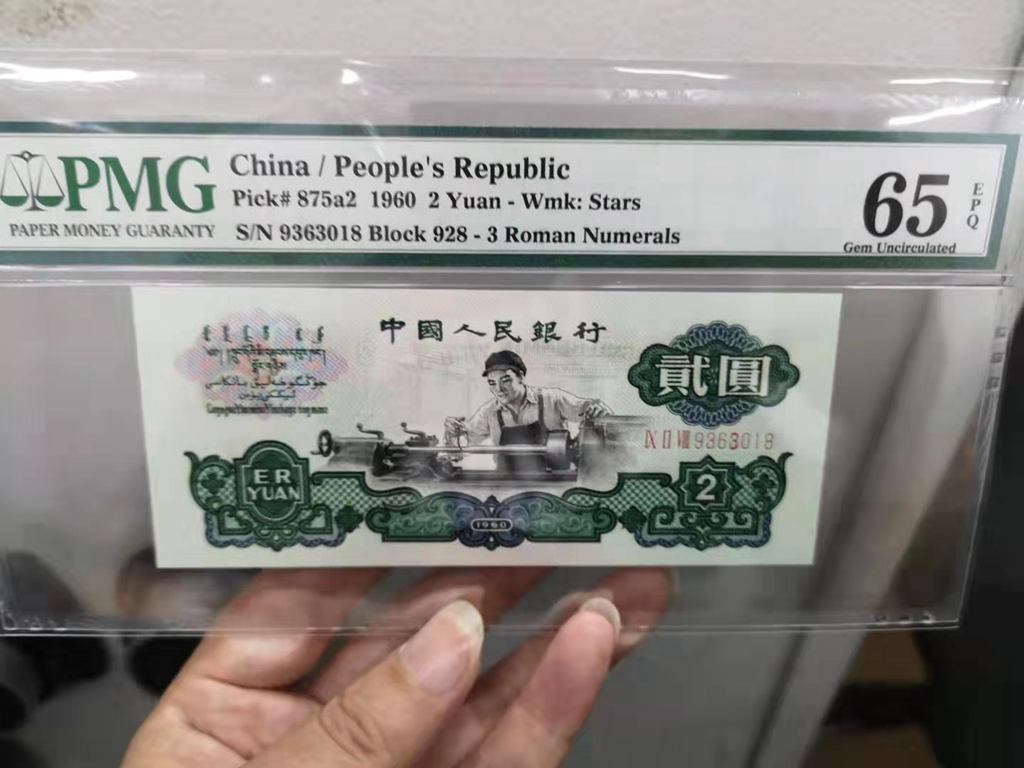 PMG
PAPER MONEY GUARANTY
China / People's Republic
Pick# 875a2 1960 2 Yuan - Wmk: Stars
S/N 9363018 Block 928 - 3 Roman Numerals
65
EPQ
Gem Uncirculated
中國人民銀行
貳圓
IX II VIII 9363018
ER
YUAN
1960
2